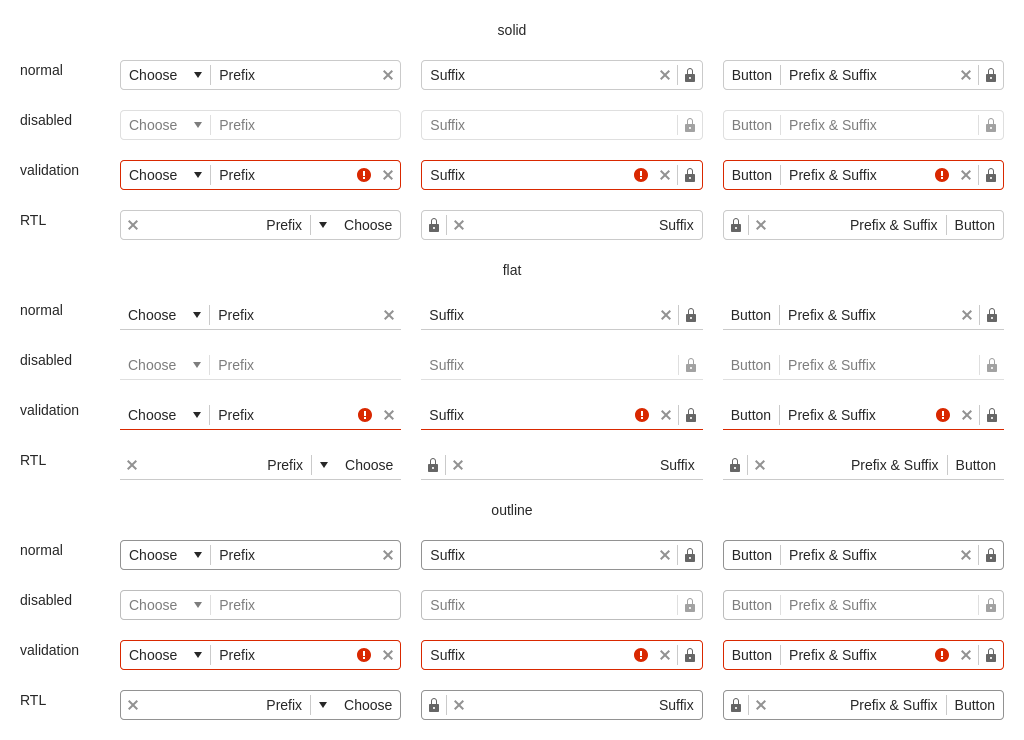 solid
normal Choose Prefix Suffix Button Prefix & Suffix
disabled Choose Prefix Suffix Button Prefix & Suffix
validation Choose Prefix Suffix Button Prefix & Suffix
RTL Prefix Choose Suffix Prefix & Suffix Button
flat
normal Choose Prefix Suffix Button Prefix & Suffix
disabled Choose Prefix Suffix Button Prefix & Suffix
validation Choose Prefix Suffix Button Prefix & Suffix
RTL Prefix Choose Suffix Prefix & Suffix Button
outline
normal Choose Prefix Suffix Button Prefix & Suffix
disabled Choose Prefix Suffix Button Prefix & Suffix
validation Choose Prefix Suffix Button Prefix & Suffix
RTL Prefix Choose Suffix Prefix & Suffix Button